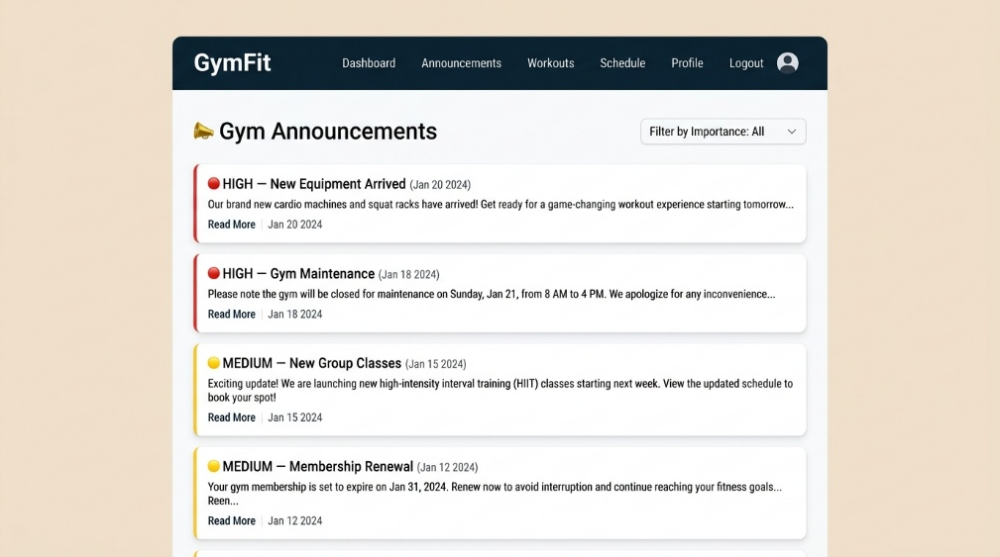 GymFit
Dashboard Announcements Workouts Schedule Profile Logout
Gym Announcements
Filter by Importance: All
HIGH — New Equipment Arrived (Jan 20 2024)
Our brand new cardio machines and squat racks have arrived! Get ready for a game-changing workout experience starting tomorrow...
Read More | Jan 20 2024
HIGH — Gym Maintenance (Jan 18 2024)
Please note the gym will be closed for maintenance on Sunday, Jan 21, from 8 AM to 4 PM. We apologize for any inconvenience...
Read More | Jan 18 2024
MEDIUM — New Group Classes (Jan 15 2024)
Exciting update! We are launching new high-intensity interval training (HIIT) classes starting next week. View the updated schedule to
book your spot!
Read More | Jan 15 2024
MEDIUM — Membership Renewal (Jan 12 2024)
Your gym membership is set to expire on Jan 31, 2024. Renew now to avoid interruption and continue reaching your fitness goals...
Reen...
Read More | Jan 12 2024